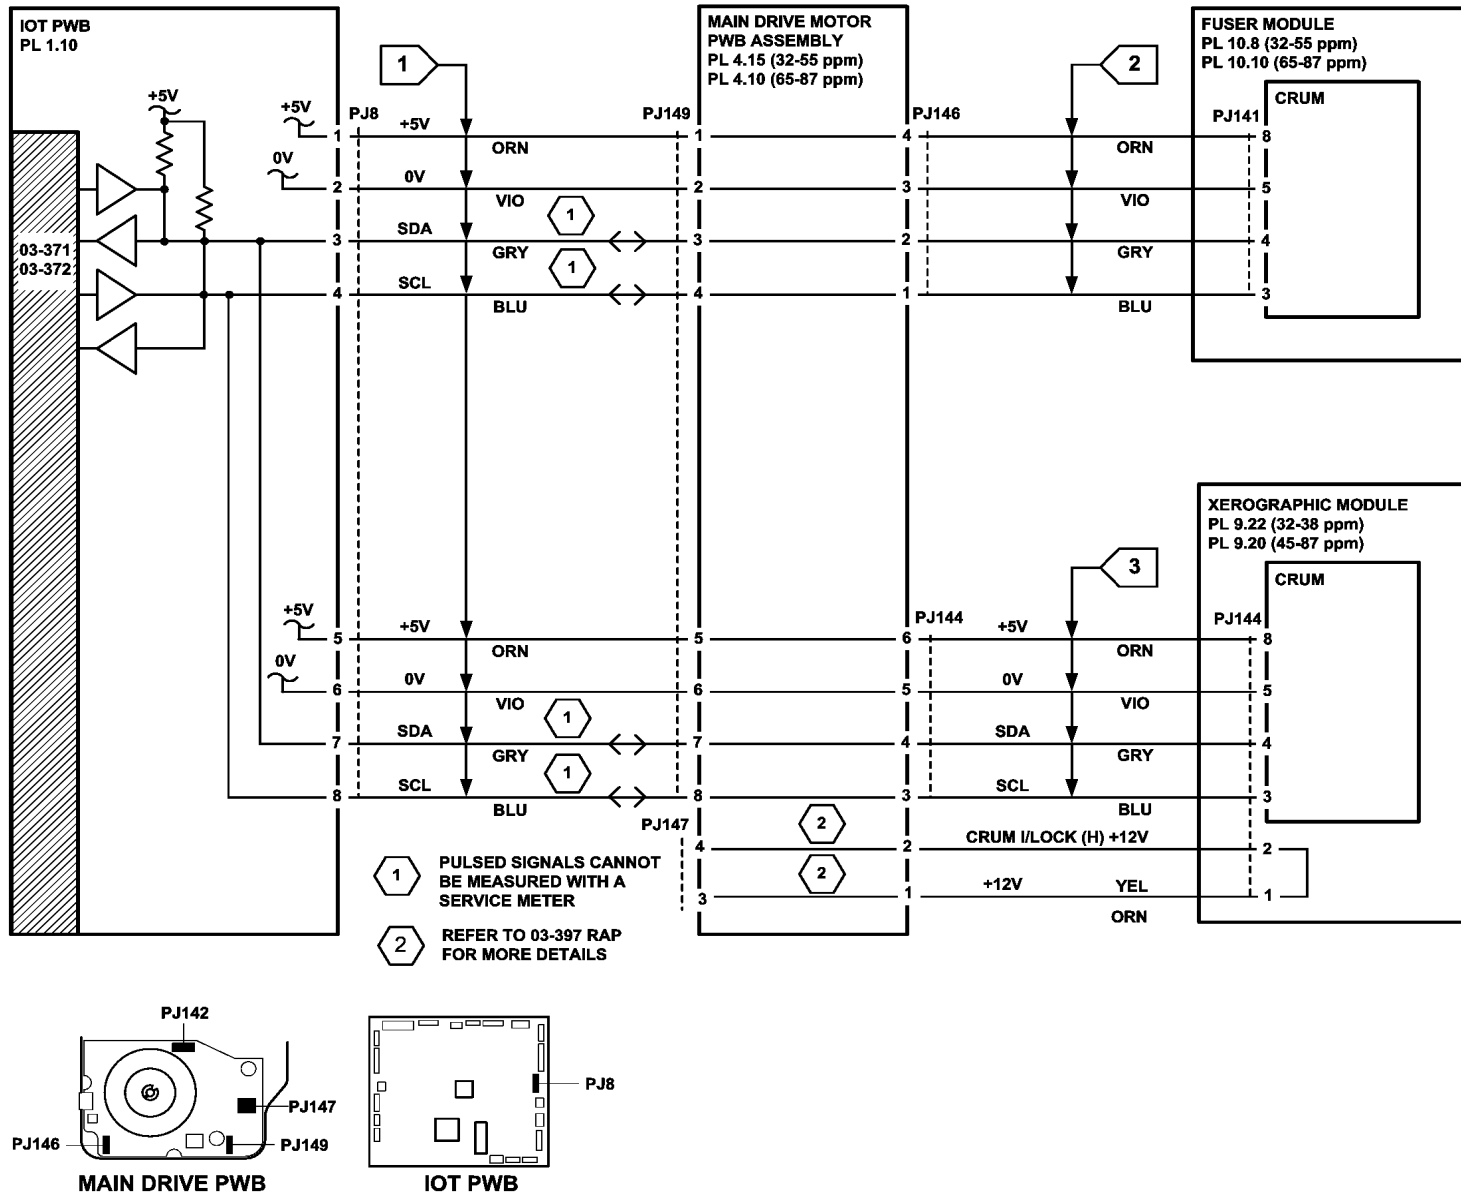 IOT PWB
PL 1.10
+5V
03-371
03-372
+5V
0V
1
2
3
4
PJ8
1
+5V
ORN
0V
VIO
1
SDA
GRY
1
SCL
BLU
PJ149
1
2
3
4
MAIN DRIVE MOTOR
PWB ASSEMBLY
PL 4.15 (32-55 ppm)
PL 4.10 (65-87 ppm)
PJ146
4
3
2
1
2
ORN
VIO
GRY
BLU
PJ141
8
5
4
3
FUSER MODULE
PL 10.8 (32-55 ppm)
PL 10.10 (65-87 ppm)
CRUM
+5V
0V
5
6
7
8
+5V
ORN
0V
VIO
1
SDA
GRY
1
SCL
BLU
5
6
7
8
PJ147
4
3
2
2
PJ144
6
5
4
3
2
1
3
+5V
ORN
0V
VIO
SDA
GRY
SCL
BLU
CRUM I/LOCK (H) +12V
+12V
YEL
ORN
PJ144
8
5
4
3
2
1
XEROGRAPHIC MODULE
PL 9.22 (32-38 ppm)
PL 9.20 (45-87 ppm)
CRUM
1
PULSED SIGNALS CANNOT
BE MEASURED WITH A
SERVICE METER
2
REFER TO 03-397 RAP
FOR MORE DETAILS
PJ142
PJ147
PJ146
PJ149
MAIN DRIVE PWB
PJ8
IOT PWB